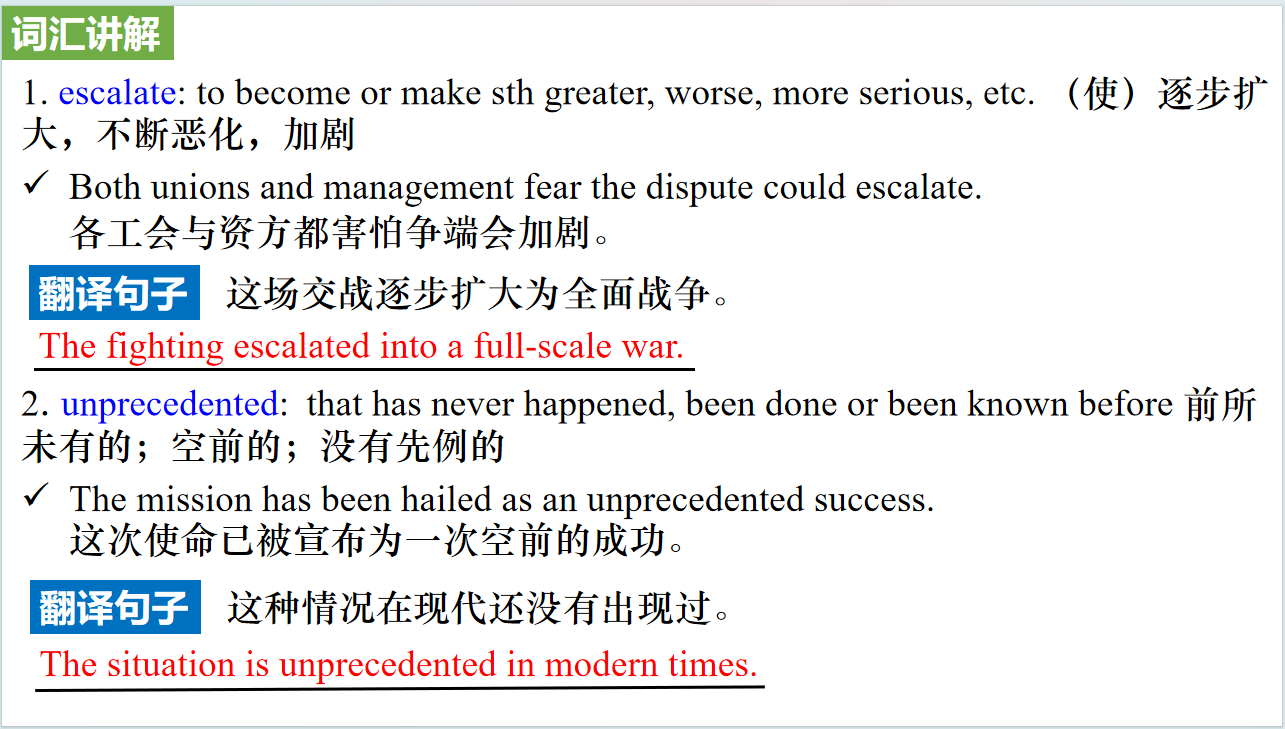 词汇讲解
1. escalate: to become or make sth greater, worse, more serious, etc. （使）逐步扩
大，不断恶化，加剧
✓ Both unions and management fear the dispute could escalate.
各工会与资方都害怕争端会加剧。
翻译句子 这场交战逐步扩大为全面战争。
The fighting escalated into a full-scale war.
2. unprecedented: that has never happened, been done or been known before 前所
未有的；空前的；没有先例的
✓ The mission has been hailed as an unprecedented success.
这次使命已被宣布为一次空前的成功。
翻译句子 这种情况在现代还没有出现过。
The situation is unprecedented in modern times.